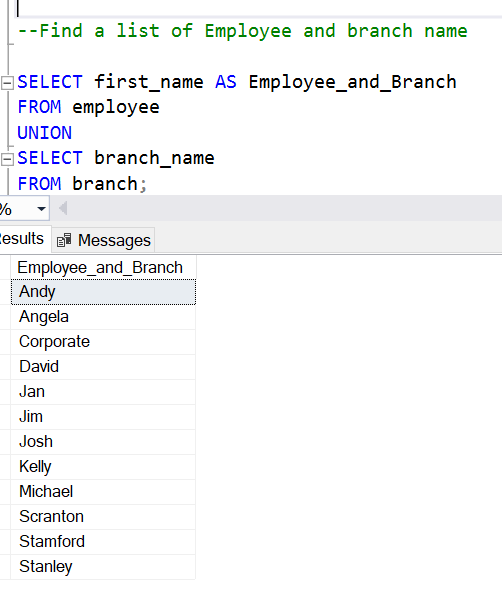 --Find a list of Employee and branch name
SELECT first_name AS Employee_and_Branch
FROM employee
UNION
SELECT branch_name
FROM branch;
%
esults Messages
Employee_and_Branch
Andy
Angela
Corporate
David
Jan
Jim
Josh
Kelly
Michael
Scranton
Stamford
Stanley